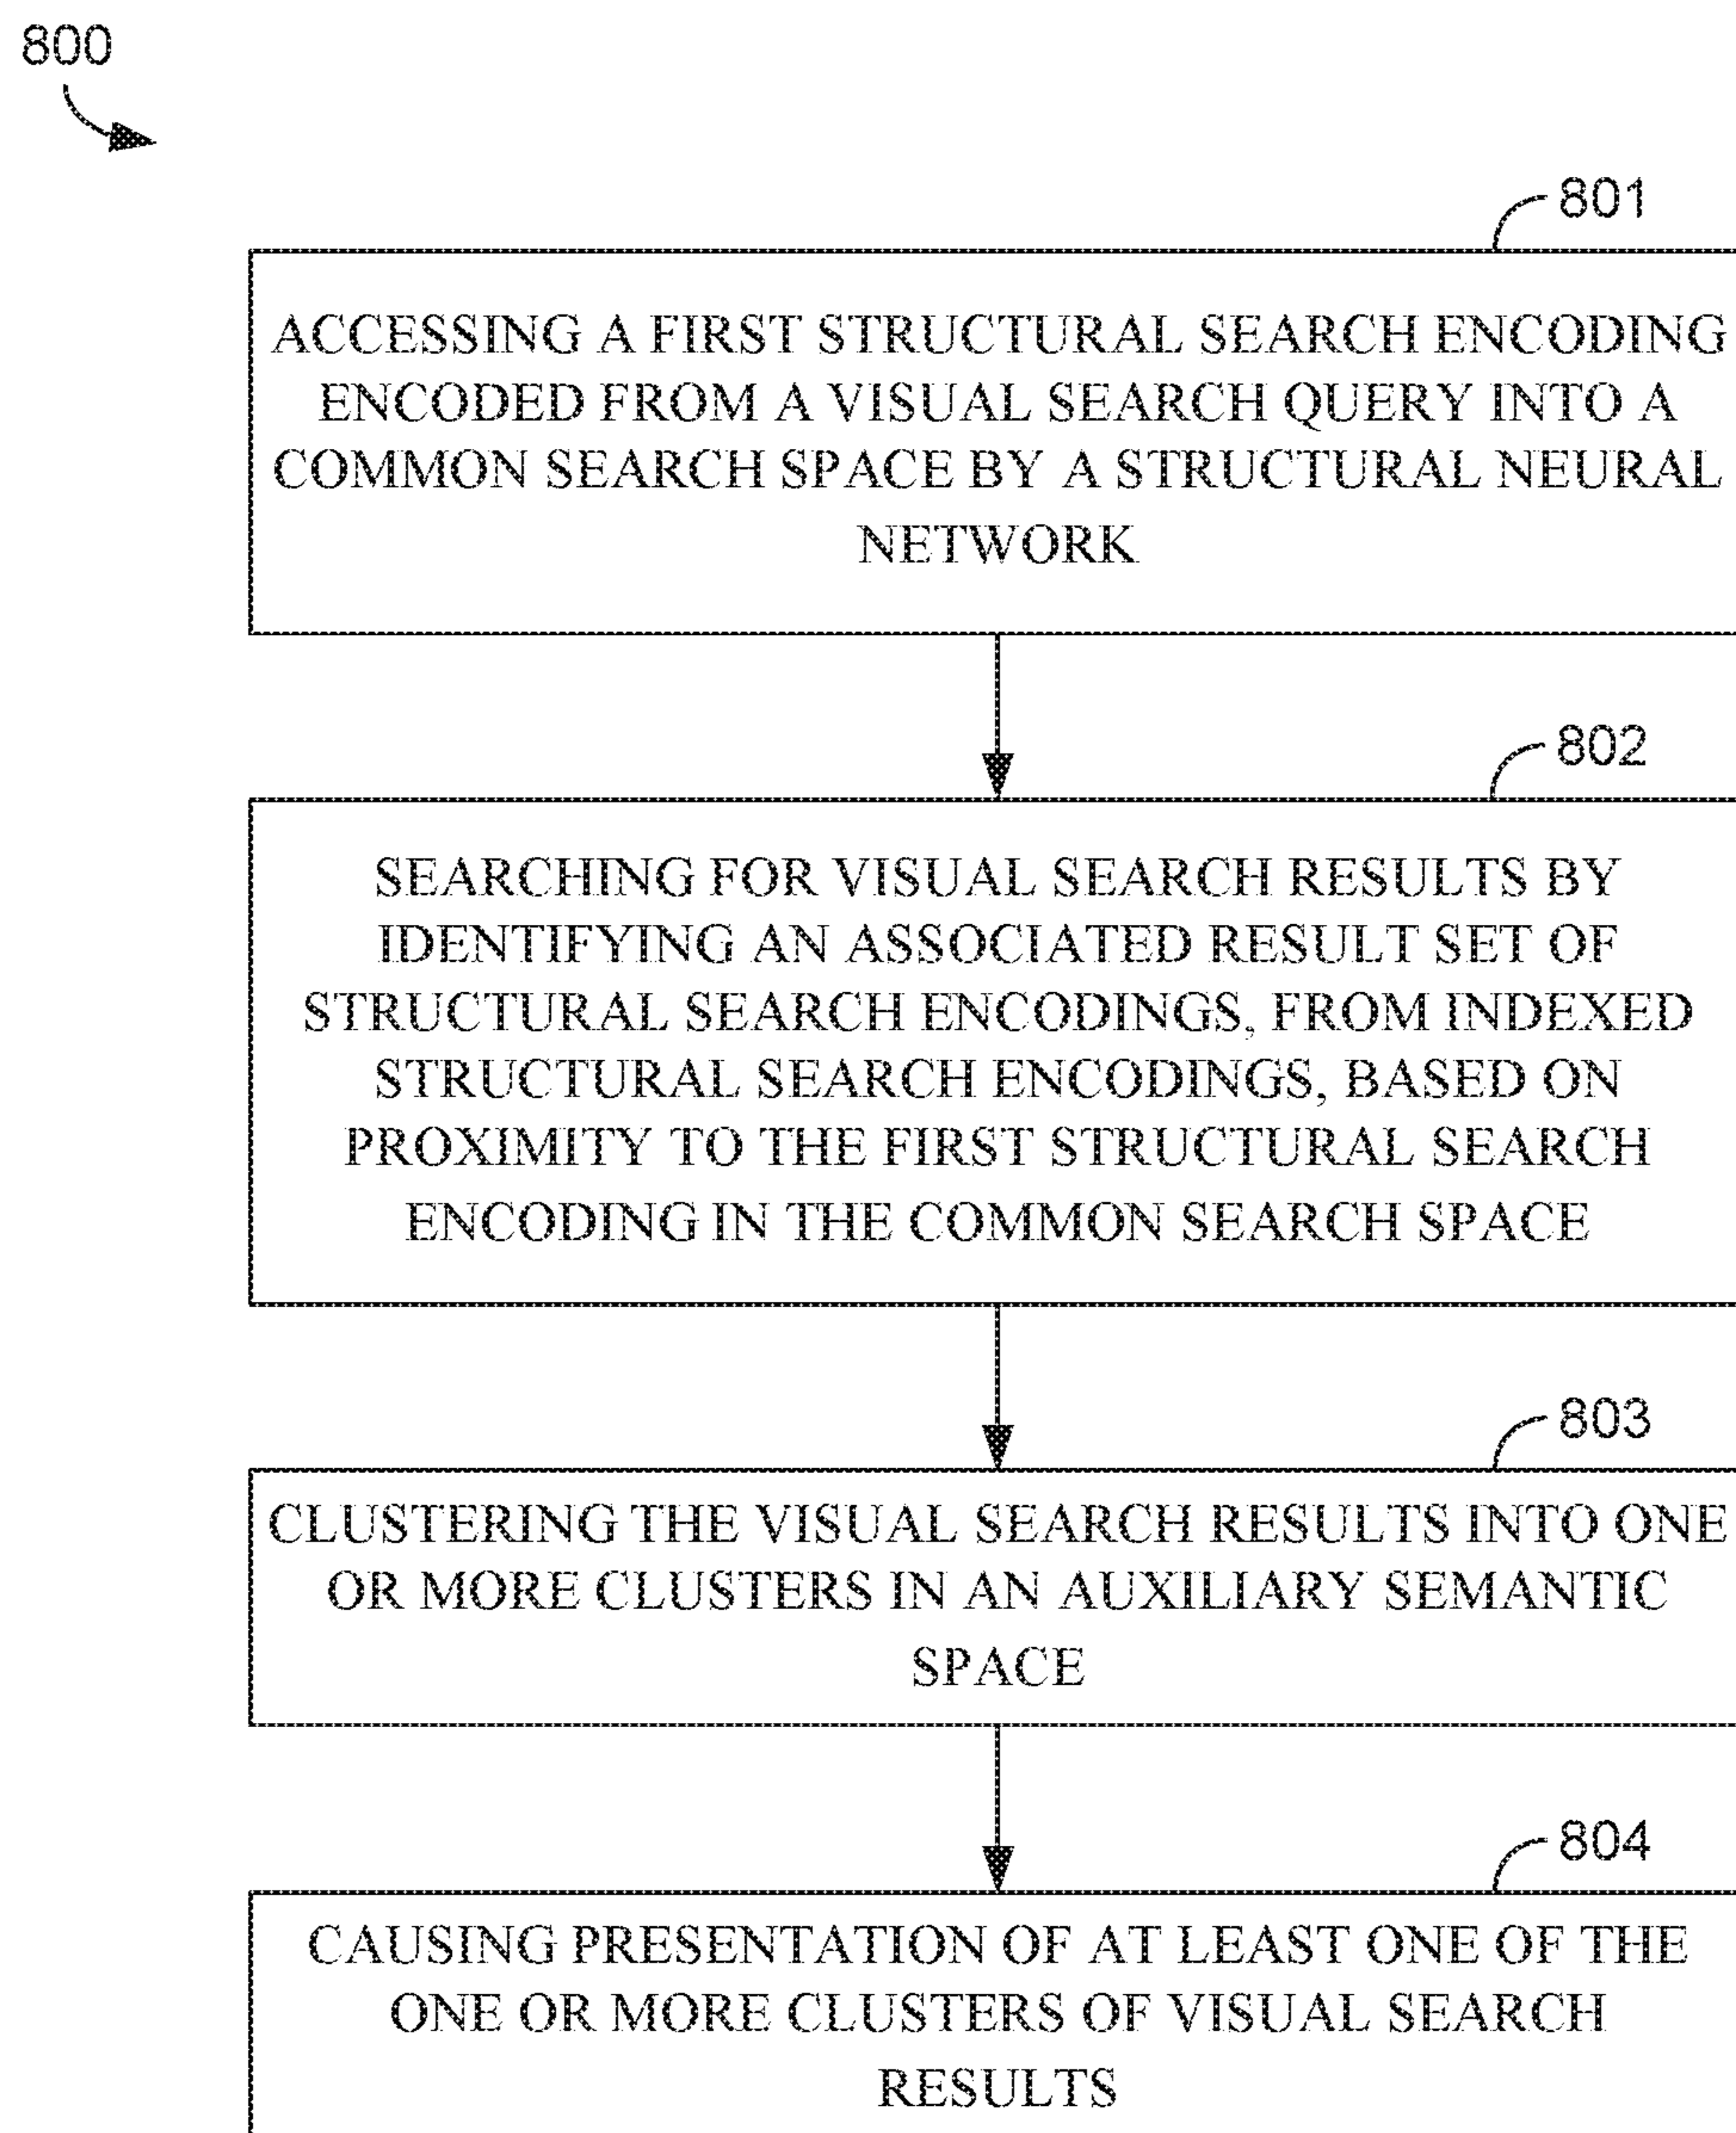 800
801
ACCESSING A FIRST STRUCTURAL SEARCH ENCODING
ENCODED FROM A VISUAL SEARCH QUERY INTO A
COMMON SEARCH SPACE BY A STRUCTURAL NEURAL
NETWORK
802
SEARCHING FOR VISUAL SEARCH RESULTS BY
IDENTIFYING AN ASSOCIATED RESULT SET OF
STRUCTURAL SEARCH ENCODINGS, FROM INDEXED
STRUCTURAL SEARCH ENCODINGS, BASED ON
PROXIMITY TO THE FIRST STRUCTURAL SEARCH
ENCODING IN THE COMMON SEARCH SPACE
803
CLUSTERING THE VISUAL SEARCH RESULTS INTO ONE
OR MORE CLUSTERS IN AN AUXILIARY SEMANTIC
SPACE
804
CAUSING PRESENTATION OF AT LEAST ONE OF THE
ONE OR MORE CLUSTERS OF VISUAL SEARCH
RESULTS